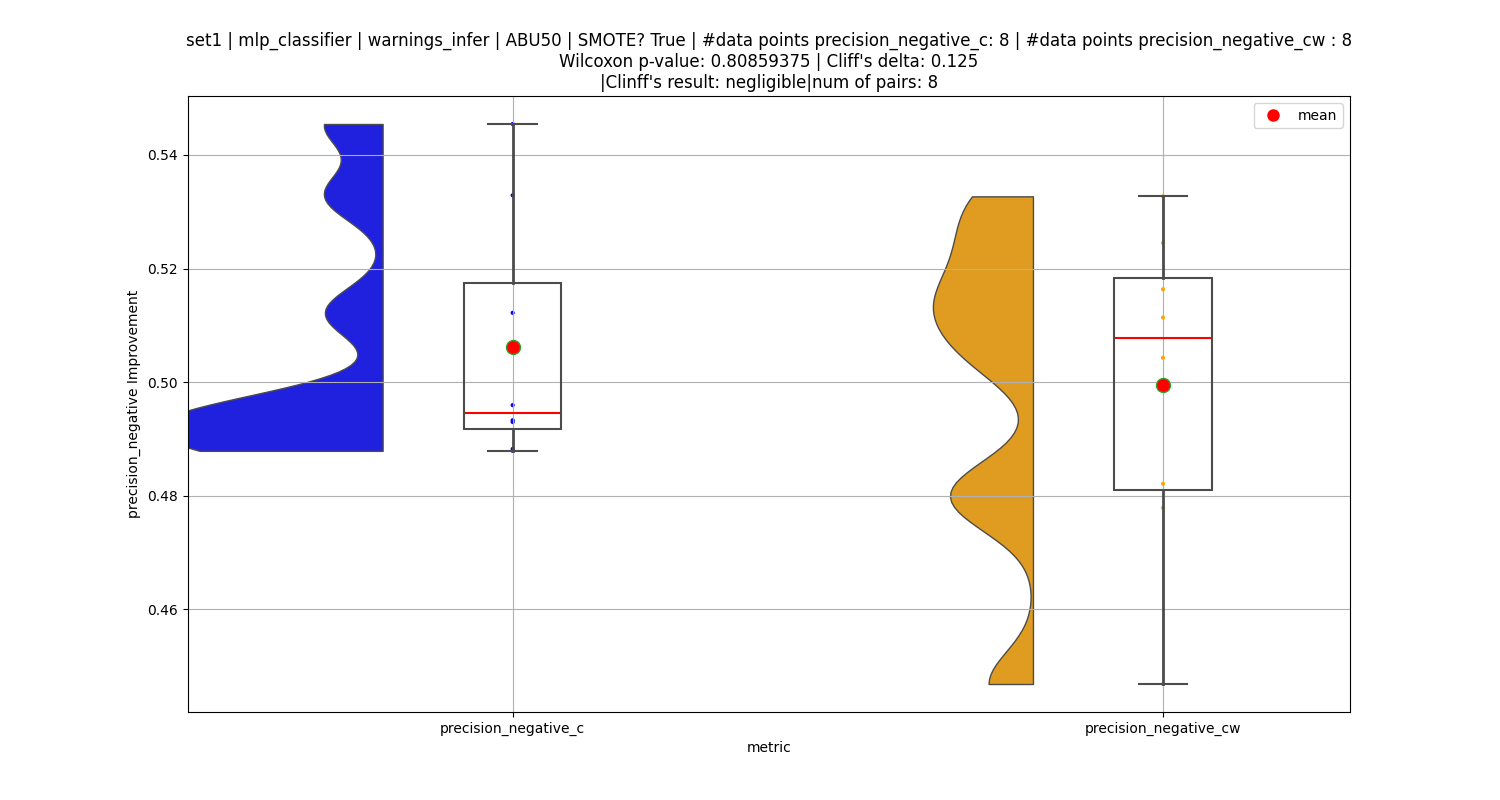 set1 | mlp_classifier | warnings_infer | ABU50 | SMOTE? True | #data points precision_negative_c: 8 | #data points precision_negative_cw : 8
Wilcoxon p-value: 0.80859375 | Cliff's delta: 0.125
|Clinff's result: negligible|num of pairs: 8
mean
0.54
0.52
0.50
0.48
0.46
precision_negative Improvement
precision_negative_c
precision_negative_cw
metric